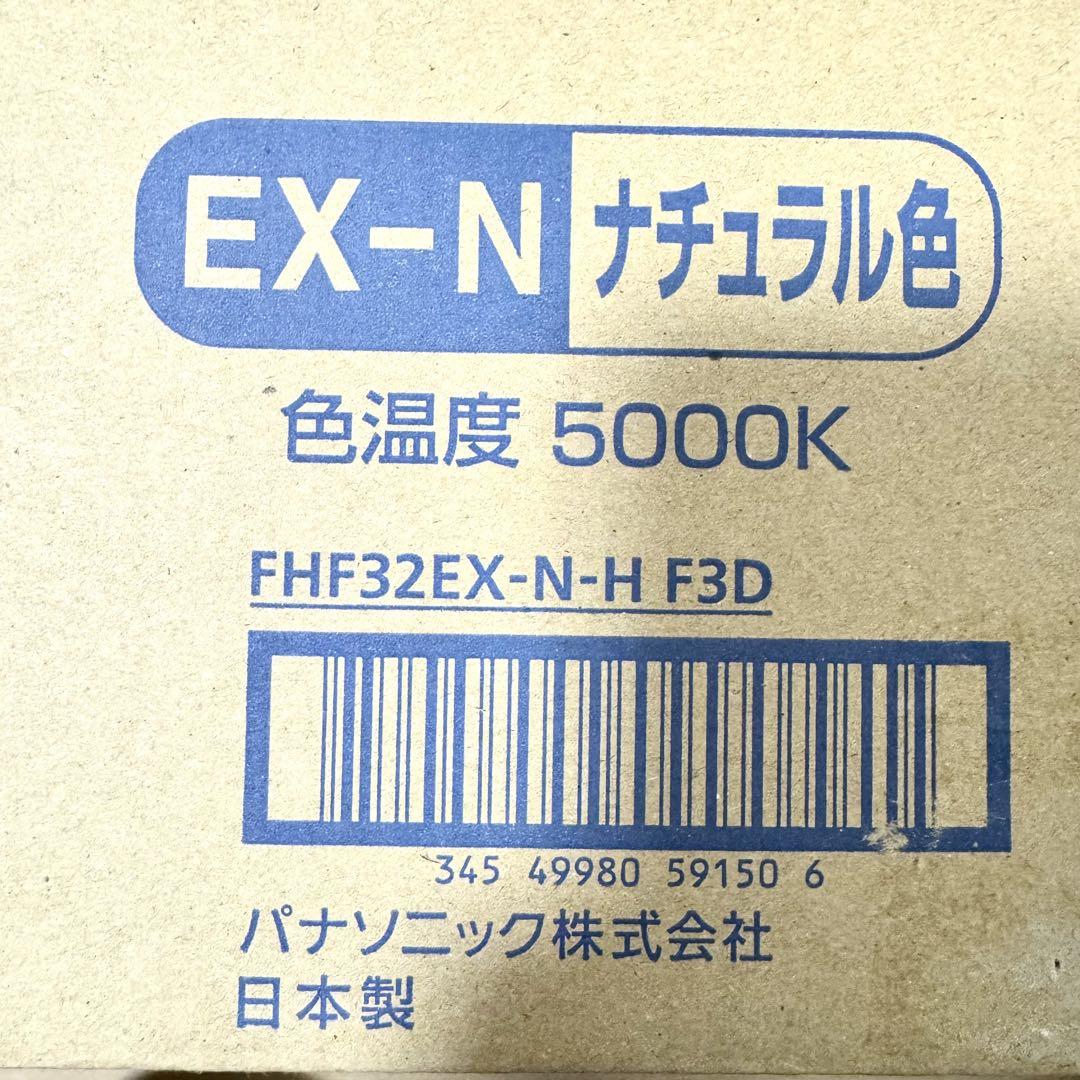 EX-N ナチュラル色
色温度 5000K
FHF32EX-N-H F3D
345 49980 59150 6
パナソニック株式会社
日本製